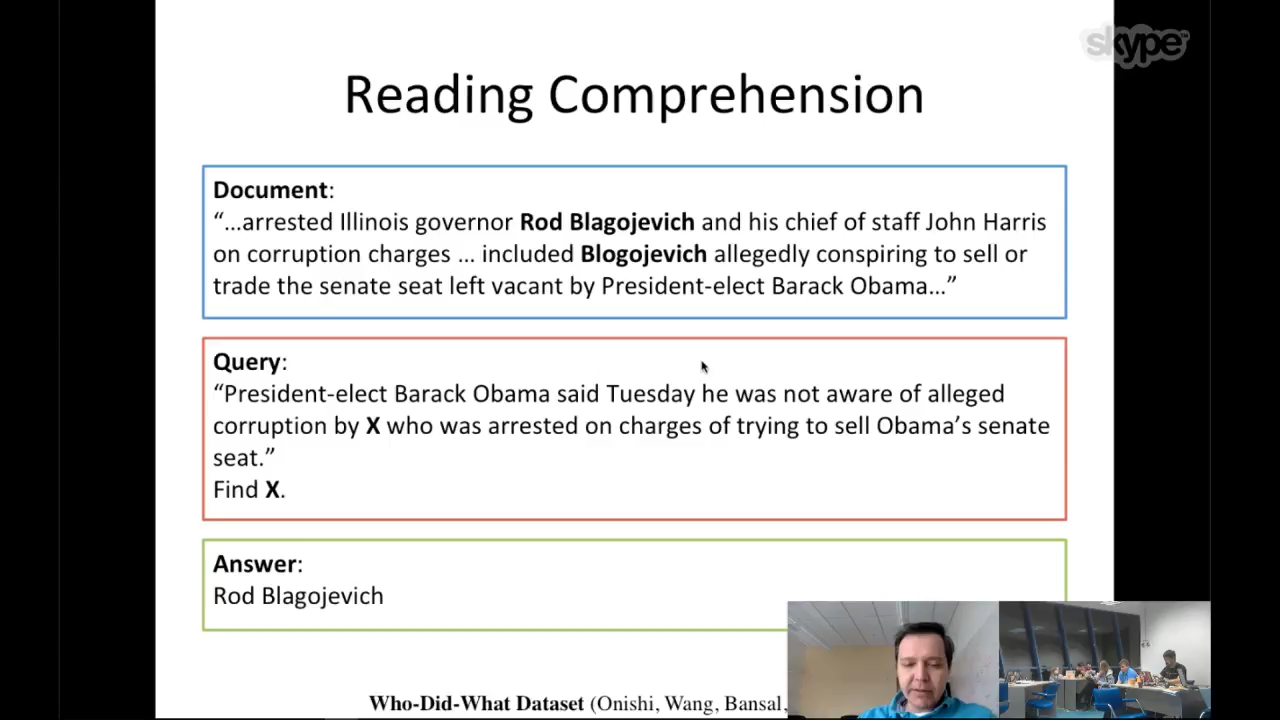 skype™
Reading Comprehension
Document:
“...arrested Illinois governor Rod Blagojevich and his chief of staff John Harris
on corruption charges ... included Blogojevich allegedly conspiring to sell or
trade the senate seat left vacant by President-elect Barack Obama...”
Query:
“President-elect Barack Obama said Tuesday he was not aware of alleged
corruption by X who was arrested on charges of trying to sell Obama’s senate
seat.”
Find X.
Answer:
Rod Blagojevich
Who-Did-What Dataset (Onishi, Wang, Bansal,